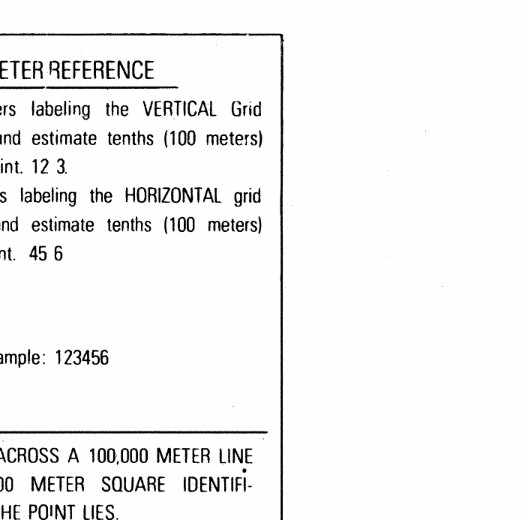 ETER REFERENCE
ers labeling the VERTICAL Grid
and estimate tenths (100 meters)
int. 12 3.
s labeling the HORIZONTAL grid
and estimate tenths (100 meters)
nt. 45 6
ample: 123456
ACROSS A 100,000 METER LINE
00 METER SQUARE IDENTIFI-
HE POINT LIES.